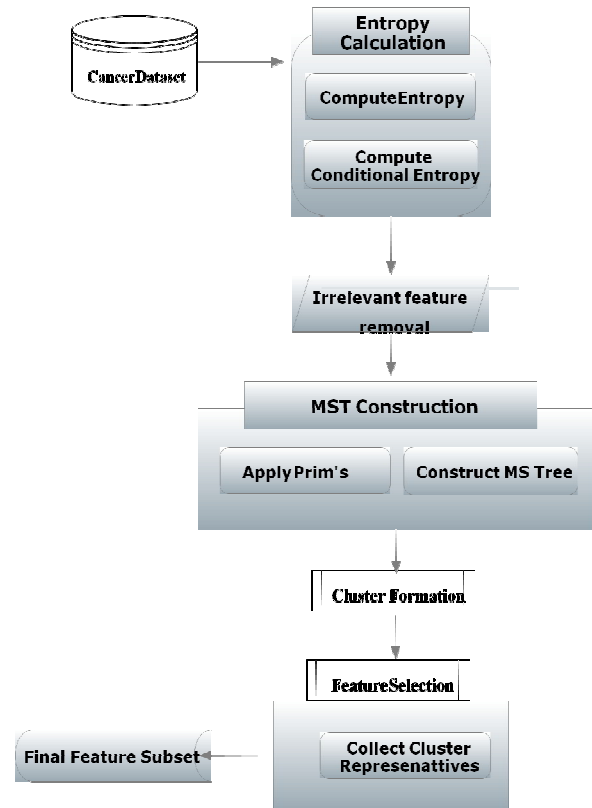 CancerDataset
Entropy
Calculation
ComputeEntropy
Compute
Conditional Entropy
Irrelevant feature
removal
MST Construction
Apply Prim's
Construct MS Tree
Cluster Formation
FeatureSelection
Collect Cluster
Represenattives
Final Feature Subset